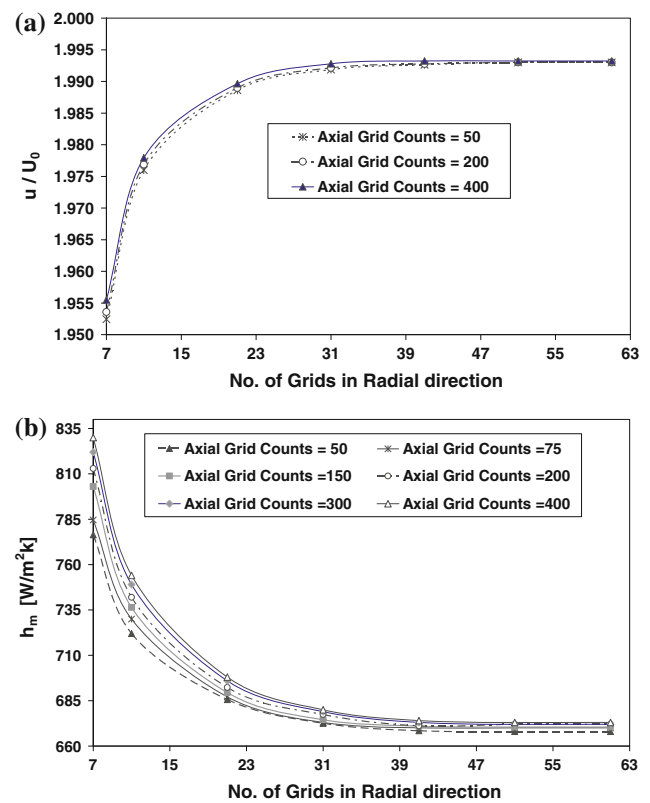 (a)
2.000
1.995
1.990
1.985
1.980
1.975
1.970
1.965
1.960
1.955
1.950
u / U0
Axial Grid Counts = 50
Axial Grid Counts = 200
Axial Grid Counts = 400
7 15 23 31 39 47 55 63
No. of Grids in Radial direction
(b)
835
810
785
760
735
710
685
660
hm [W/m2k]
Axial Grid Counts = 50 Axial Grid Counts =75
Axial Grid Counts =150 Axial Grid Counts =200
Axial Grid Counts =300 Axial Grid Counts =400
7 15 23 31 39 47 55 63
No. of Grids in Radial direction